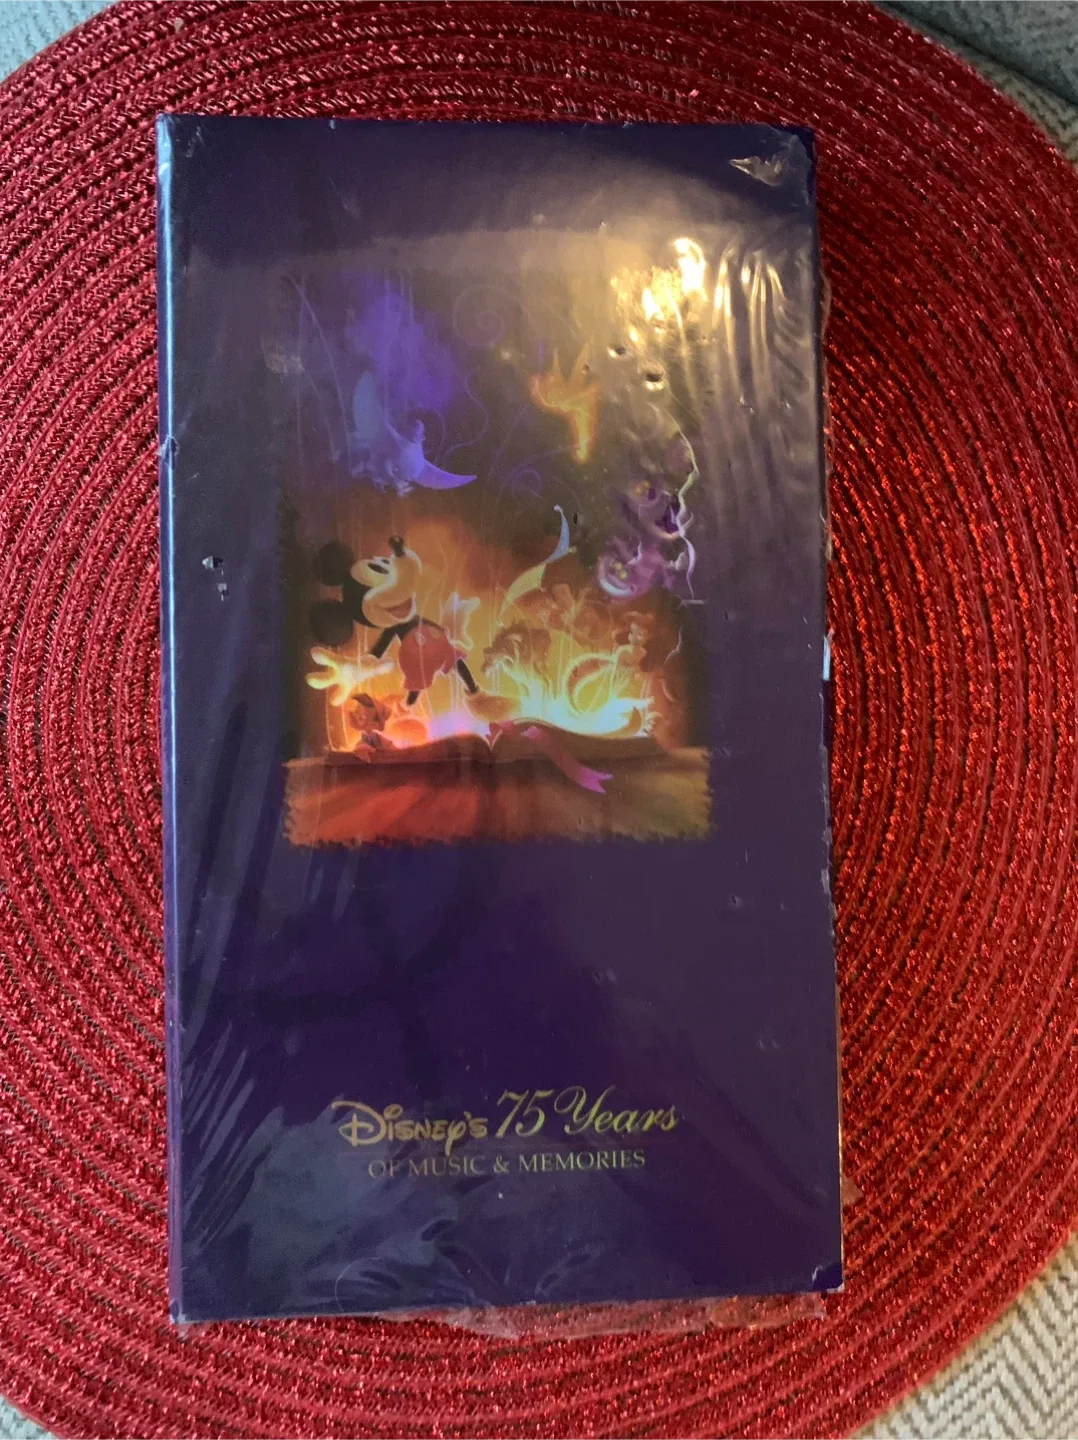 Disney's 75 Years
OF MUSIC & MEMORIES